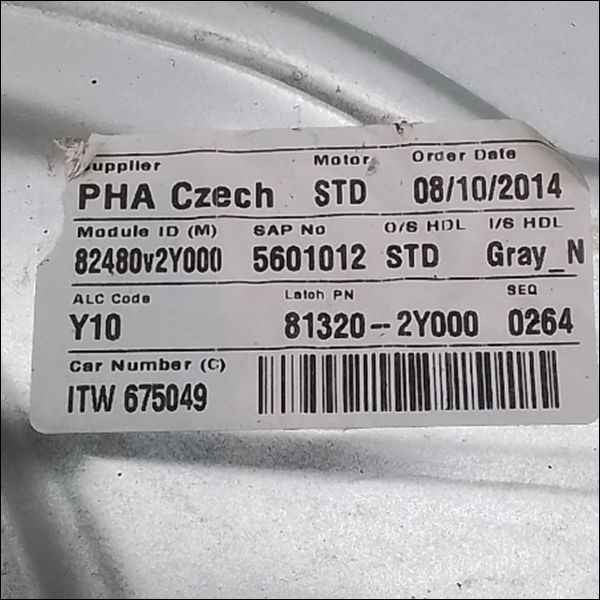 Supplier Motor Order Date
PHA Czech STD 08/10/2014
Module ID (M) SAP No O/S HDL I/S HDL
82480v2Y000 5601012 STD Gray_N
ALC Code Latch PN SEQ
Y10 81320-2Y000 0264
Car Number (C)
ITW 675049